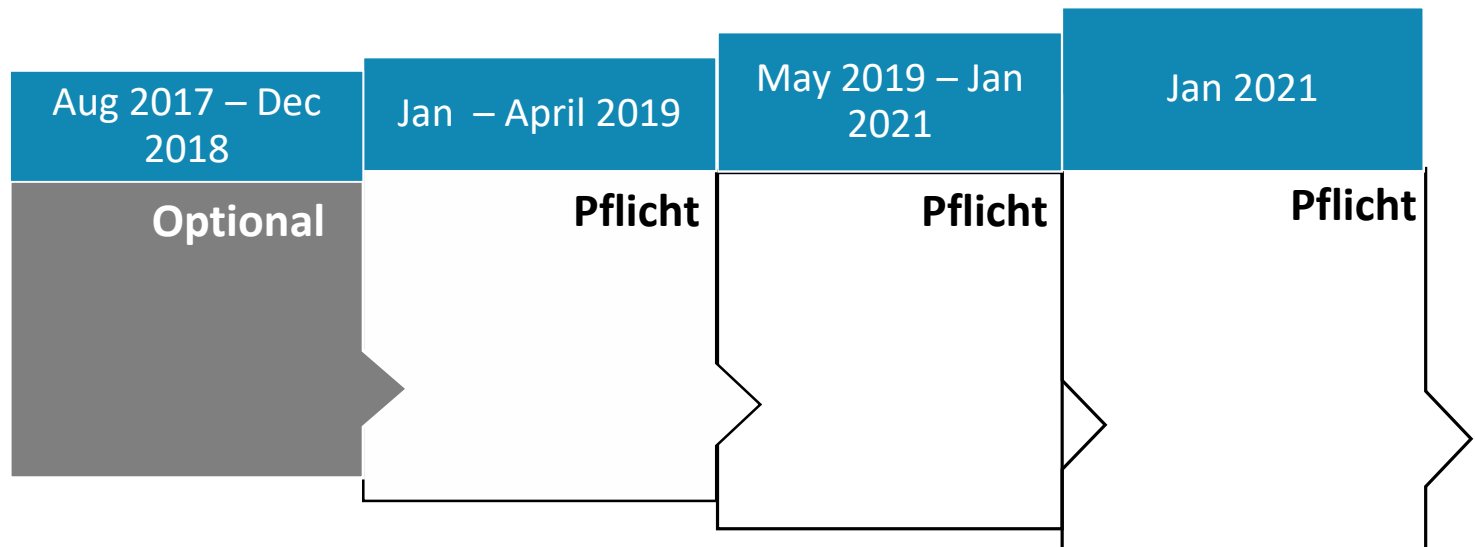 Aug 2017 – Dec
2018
Jan – April 2019
May 2019 – Jan
2021
Jan 2021
Optional
Pflicht
Pflicht
Pflicht